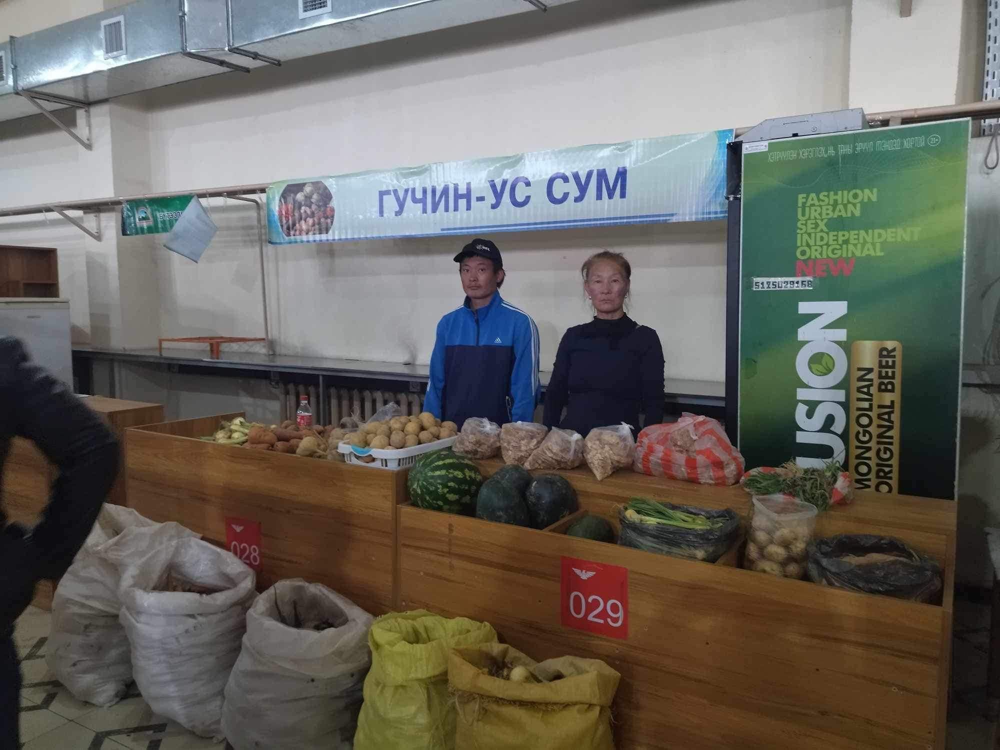 ГУЧИН-УС СУМ
ХЭТРҮҮЛЭН ХЭРЭГЛЭХ НЬ ТАНЫ ЭРҮҮЛ МЭНДЭД ХОРТОЙ 21+
FASHION
URBAN
SEX
INDEPENDENT
ORIGINAL
NEW
5175029168
USION
MONGOLIAN
ORIGINAL BEER
028
029